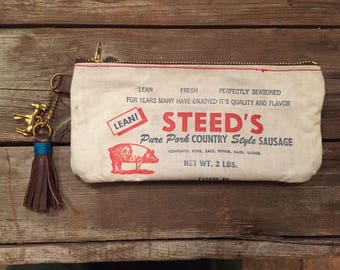 LEAN FRESH PERFECTLY SEASONED
FOR YEARS MANY HAVE ENJOYED IT'S QUALITY AND FLAVOR
LEAN!
STEED'S
Pure Pork COUNTRY Style SAUSAGE
CONTAINS: PORK, SALT, PEPPER, SAGE, SUGAR.
NET WT. 2 LBS.